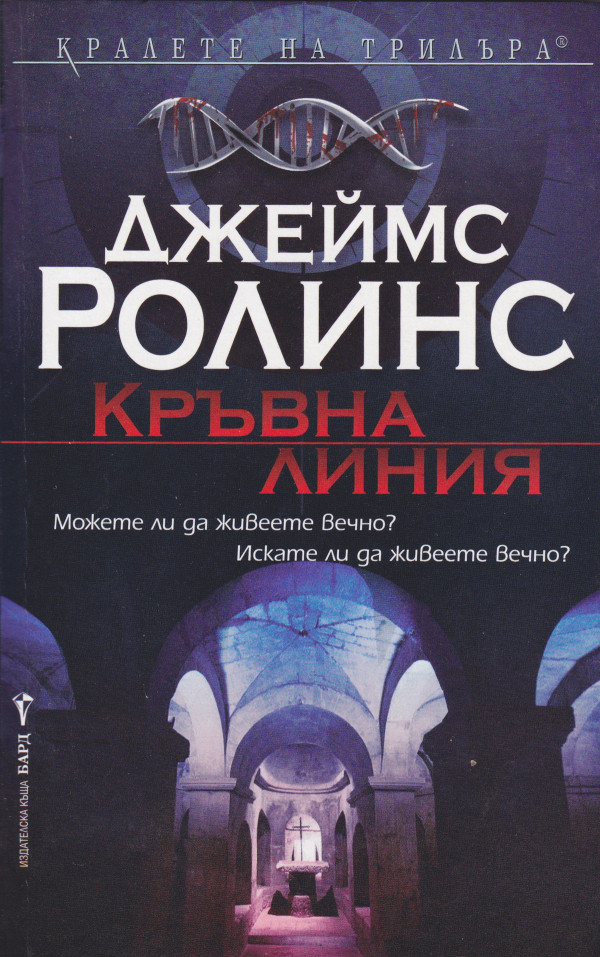 КРАЛЕТЕ НА ТРИЛЪРА®
ДЖЕЙМС
РОЛИНС
КРЪВНА
ЛИНИЯ
Можете ли да живеете вечно?
Искате ли да живеете вечно?
ИЗДАТЕЛСКА КЪЩА БАРД